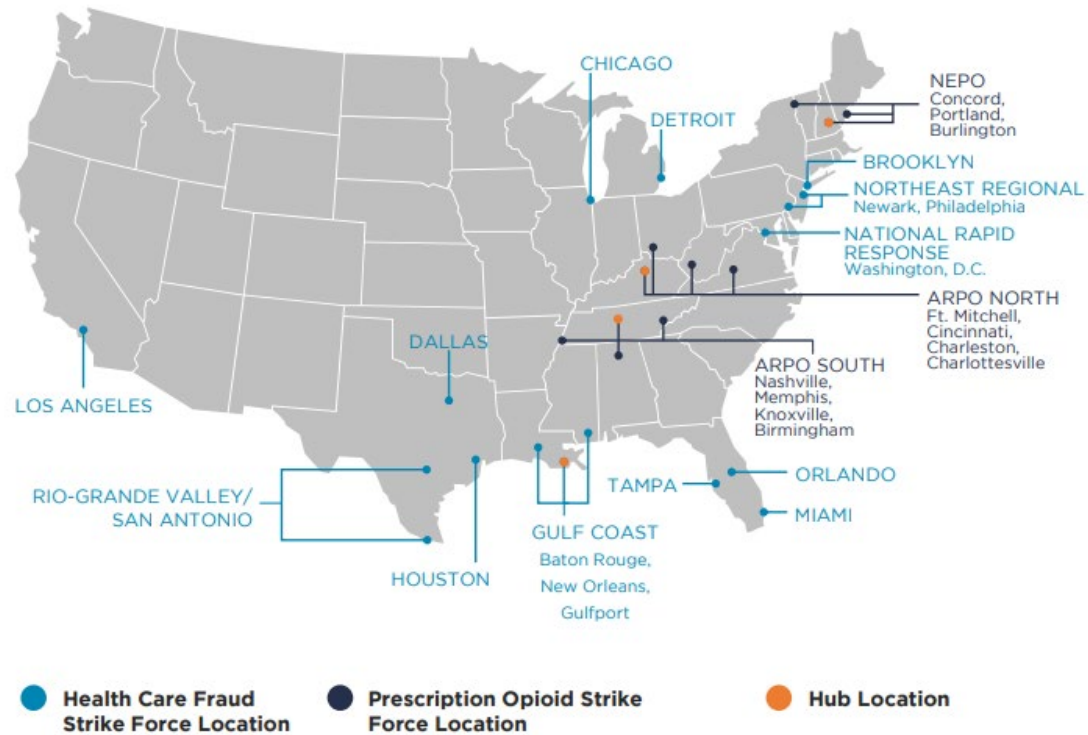 CHICAGO
DETROIT
NEPO
Concord,
Portland,
Burlington
BROOKLYN
NORTHEAST REGIONAL
Newark, Philadelphia
NATIONAL RAPID
RESPONSE
Washington, D.C.
ARPO NORTH
Ft. Mitchell,
Cincinnati,
Charleston,
Charlottesville
DALLAS
ARPO SOUTH
Nashville,
Memphis,
Knoxville,
Birmingham
LOS ANGELES
RIO-GRANDE VALLEY/
SAN ANTONIO
HOUSTON
GULF COAST
Baton Rouge,
New Orleans,
Gulfport
TAMPA
ORLANDO
MIAMI
Health Care Fraud
Strike Force Location
Prescription Opioid Strike
Force Location
Hub Location